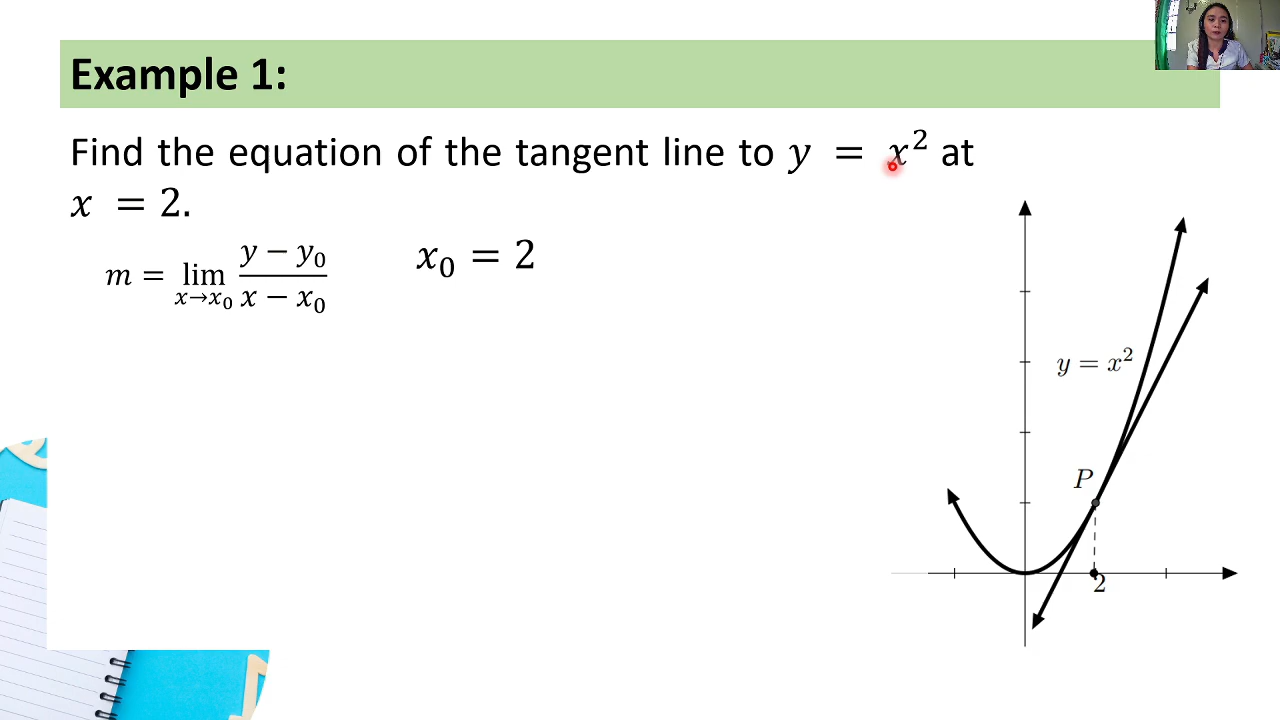 Example 1:
Find the equation of the tangent line to y = x² at
x = 2.
m = lim x→x₀ (y − y₀)/(x − x₀)
x₀ = 2
y = x²
P
2